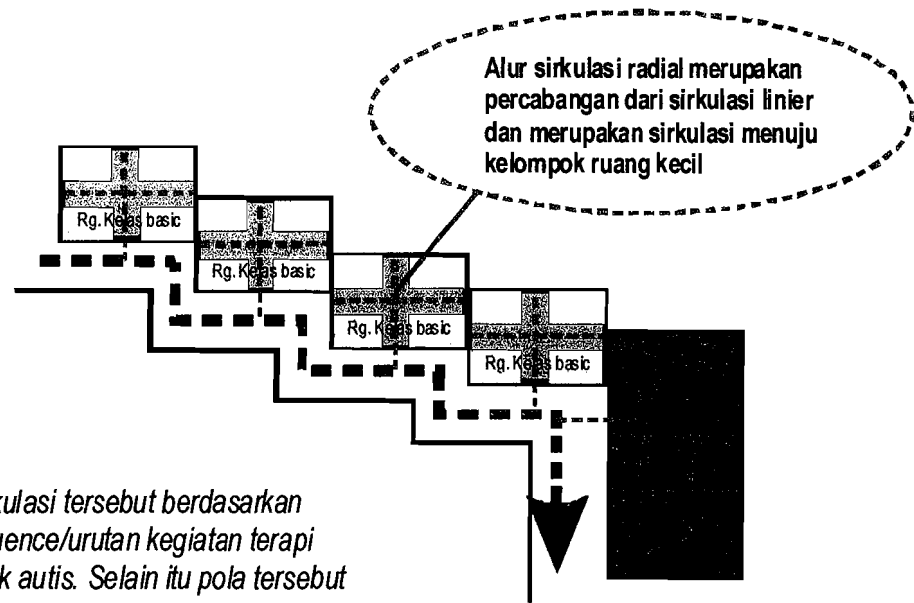 Alur sirkulasi radial merupakan
percabangan dari sirkulasi linier
dan merupakan sirkulasi menuju
kelompok ruang kecil
Rg. Kelas basic
Rg. Kelas basic
Rg. Kelas basic
Rg. Kelas basic
kulasi tersebut berdasarkan
uence/urutan kegiatan terapi
k autis. Selain itu pola tersebut